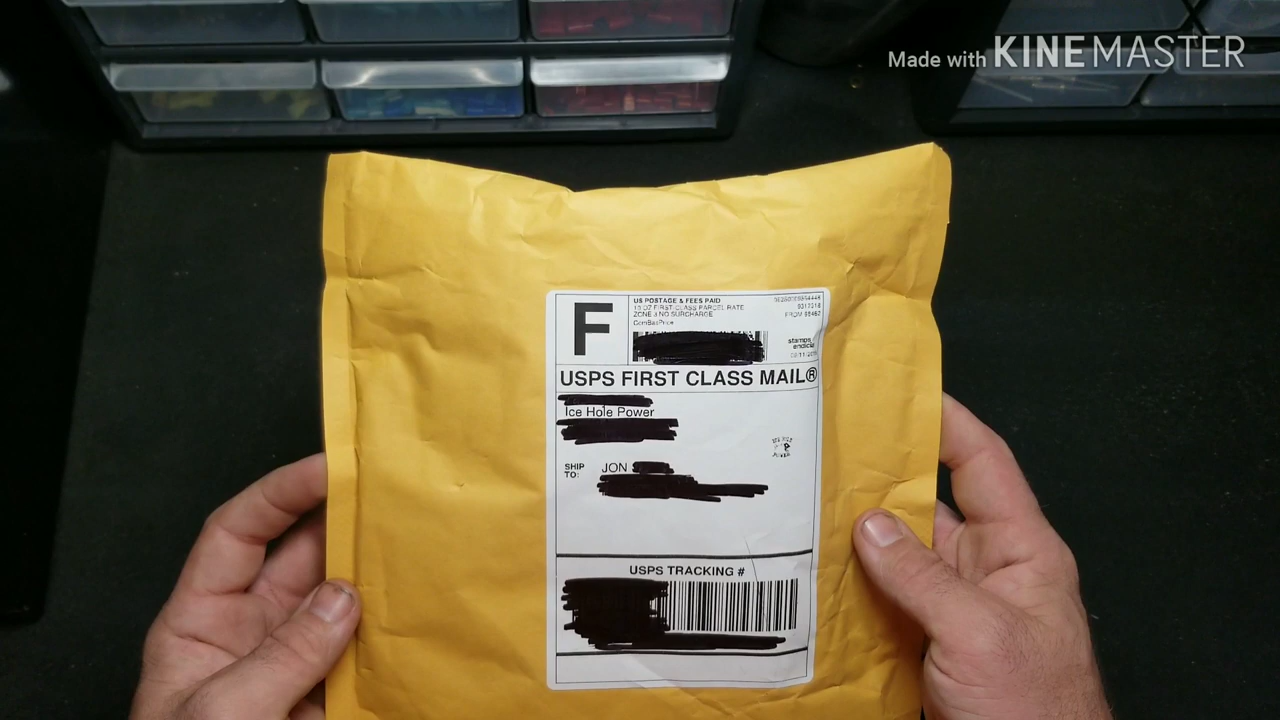 Made with KINEMASTER
F
US POSTAGE & FEES PAID
FIRST-CLASS PARCEL RATE
ZONE 3 NO SURCHARGE
ComBasPrice
stamps
endicia
USPS FIRST CLASS MAIL®
Ice Hole Power
SHIP
TO:
JON
USPS TRACKING #